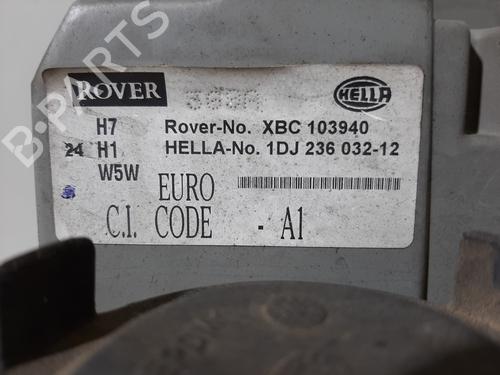 B-PARTS
ROVER
HELLA
H7 Rover-No. XBC 103940
24 H1 HELLA-No. 1DJ 236 032-12
W5W EURO
C.I. CODE - A1